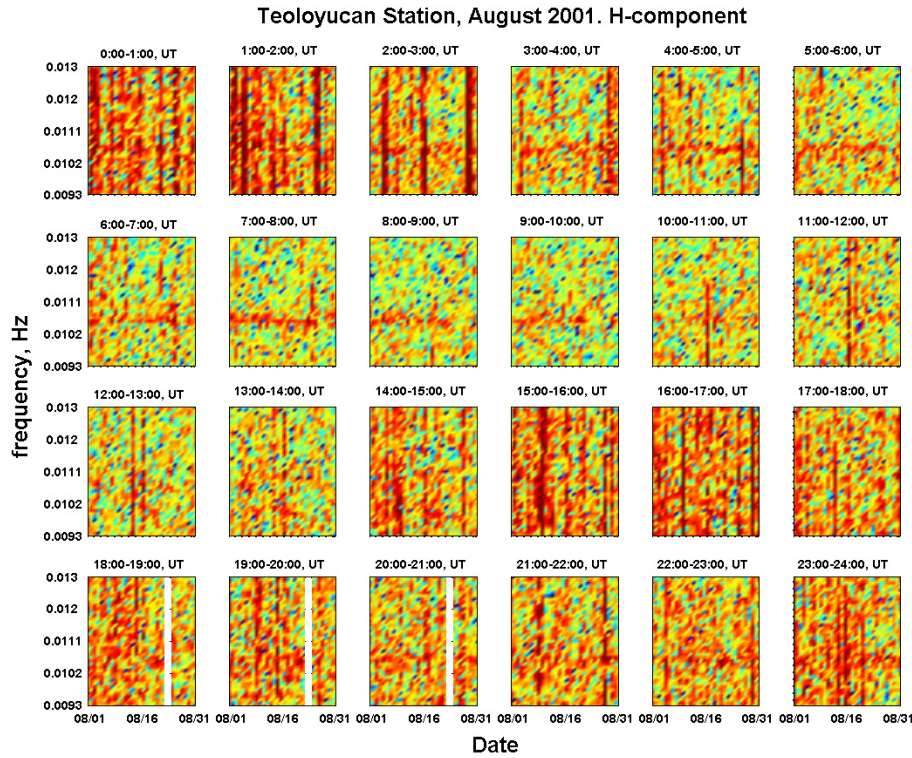 Teoloyucan Station, August 2001. H-component
0:00-1:00, UT 1:00-2:00, UT 2:00-3:00, UT 3:00-4:00, UT 4:00-5:00, UT 5:00-6:00, UT
0.013
0.012
0.0111
0.0102
0.0093
6:00-7:00, UT 7:00-8:00, UT 8:00-9:00, UT 9:00-10:00, UT 10:00-11:00, UT 11:00-12:00, UT
0.013
0.012
0.0111
0.0102
0.0093
frequency, Hz
12:00-13:00, UT 13:00-14:00, UT 14:00-15:00, UT 15:00-16:00, UT 16:00-17:00, UT 17:00-18:00, UT
0.013
0.012
0.0111
0.0102
0.0093
18:00-19:00, UT 19:00-20:00, UT 20:00-21:00, UT 21:00-22:00, UT 22:00-23:00, UT 23:00-24:00, UT
0.013
0.012
0.0111
0.0102
0.0093
08/01 08/16 08/31 08/01 08/16 08/31 08/01 08/16 08/31 08/01 08/16 08/31 08/01 08/16 08/31 08/01 08/16 08/31
Date